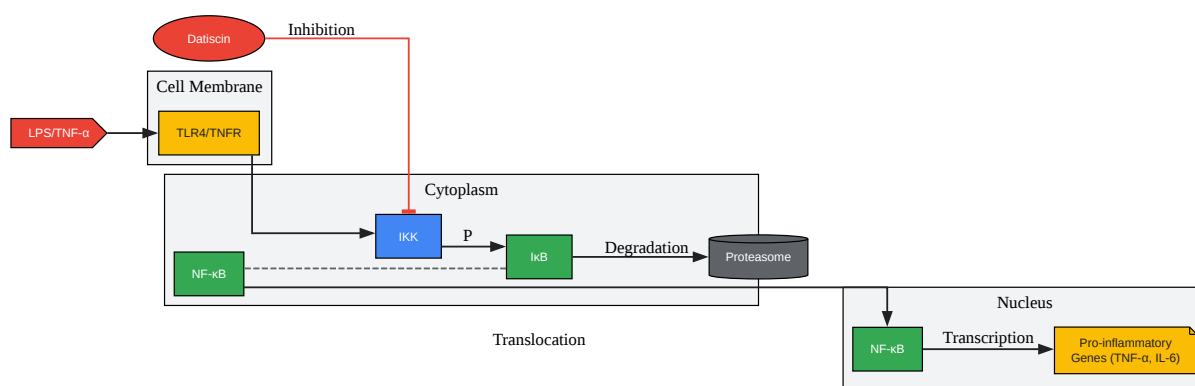 Datiscin
Inhibition
Cell Membrane
LPS/TNF-α
TLR4/TNFR
Cytoplasm
IKK
P
IκB
Degradation
Proteasome
NF-κB
Translocation
Nucleus
NF-κB
Transcription
Pro-inflammatory
Genes (TNF-α, IL-6)